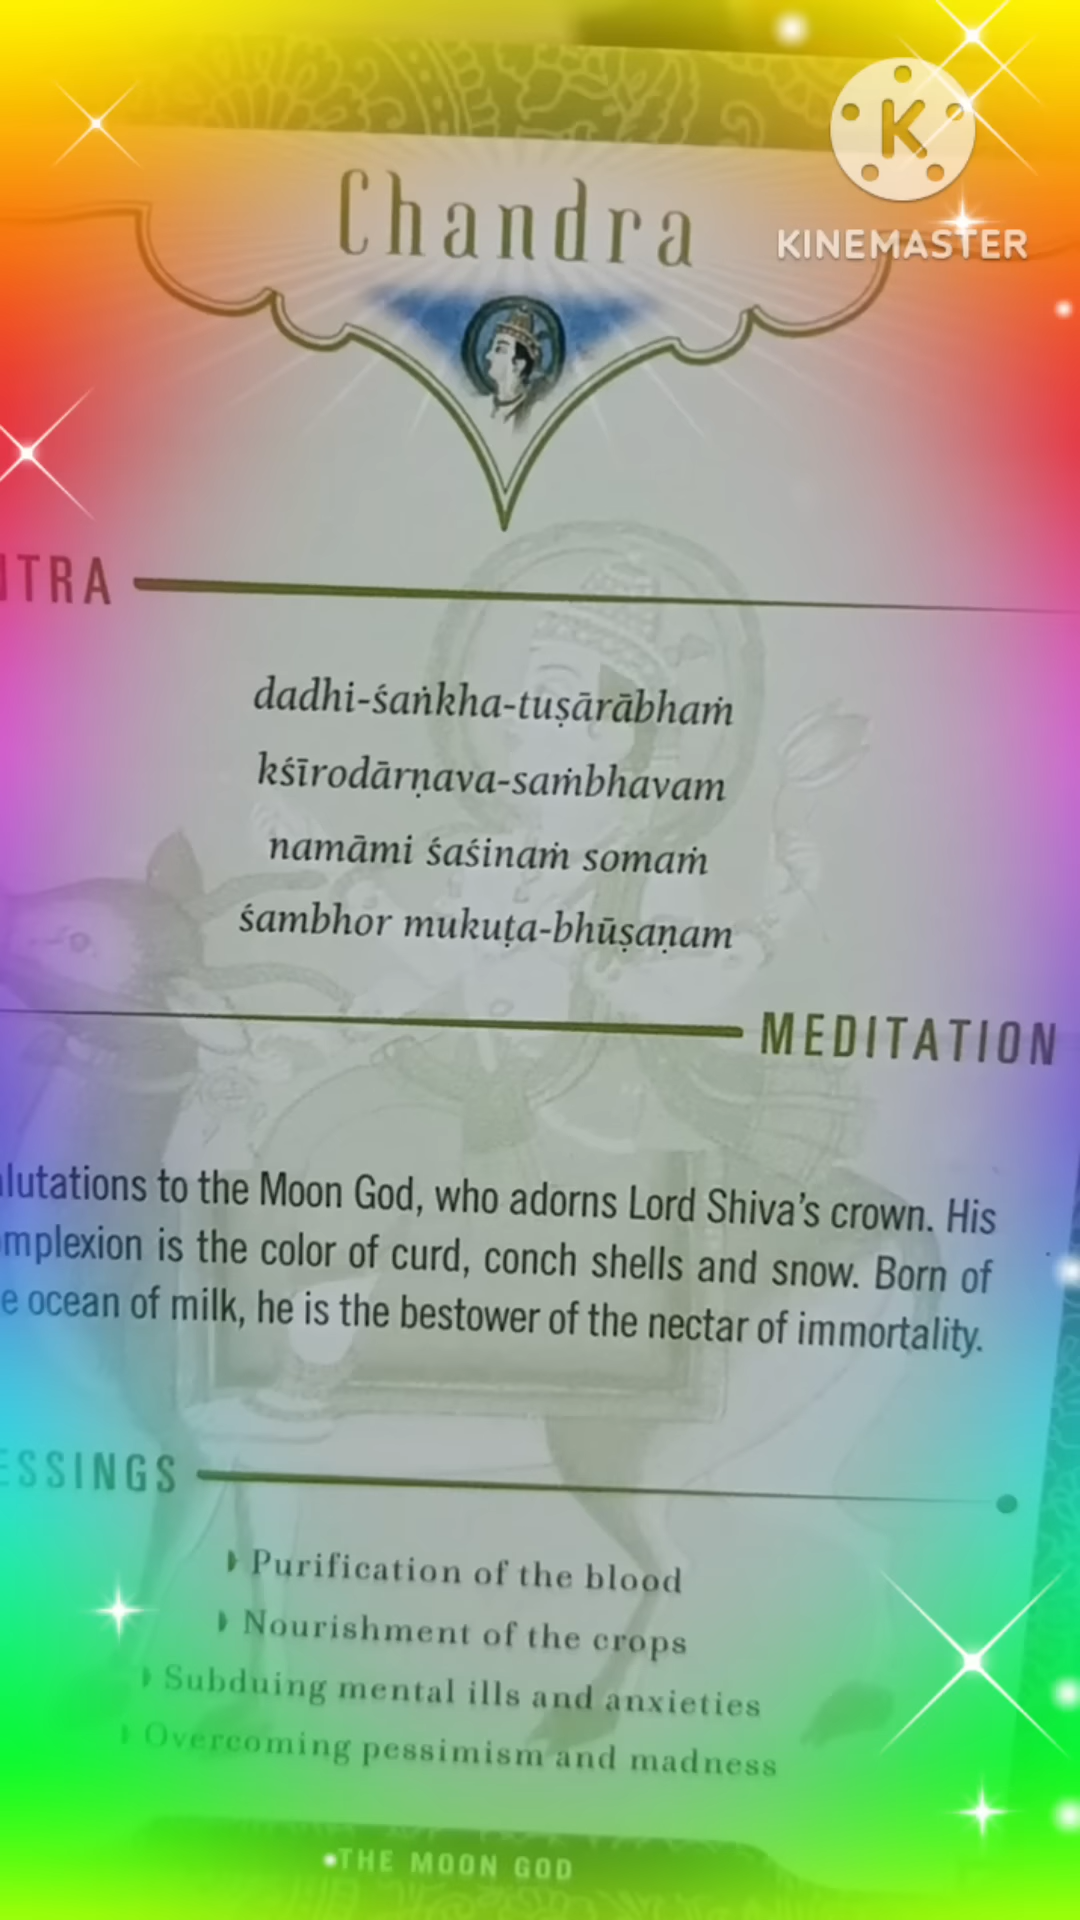 K
KINEMASTER
Chandra
NTRA
dadhi-śaṅkha-tuṣārābhaṁ
kśīrodārṇava-saṁbhavam
namāmi śaśinaṁ somaṁ
śambhor mukuṭa-bhūṣaṇam
MEDITATION
lutations to the Moon God, who adorns Lord Shiva's crown. His
mplexion is the color of curd, conch shells and snow. Born of
e ocean of milk, he is the bestower of the nectar of immortality.
ESSINGS
Purification of the blood
Nourishment of the crops
Subduing mental ills and anxieties
Overcoming pessimism and madness
THE MOON GOD